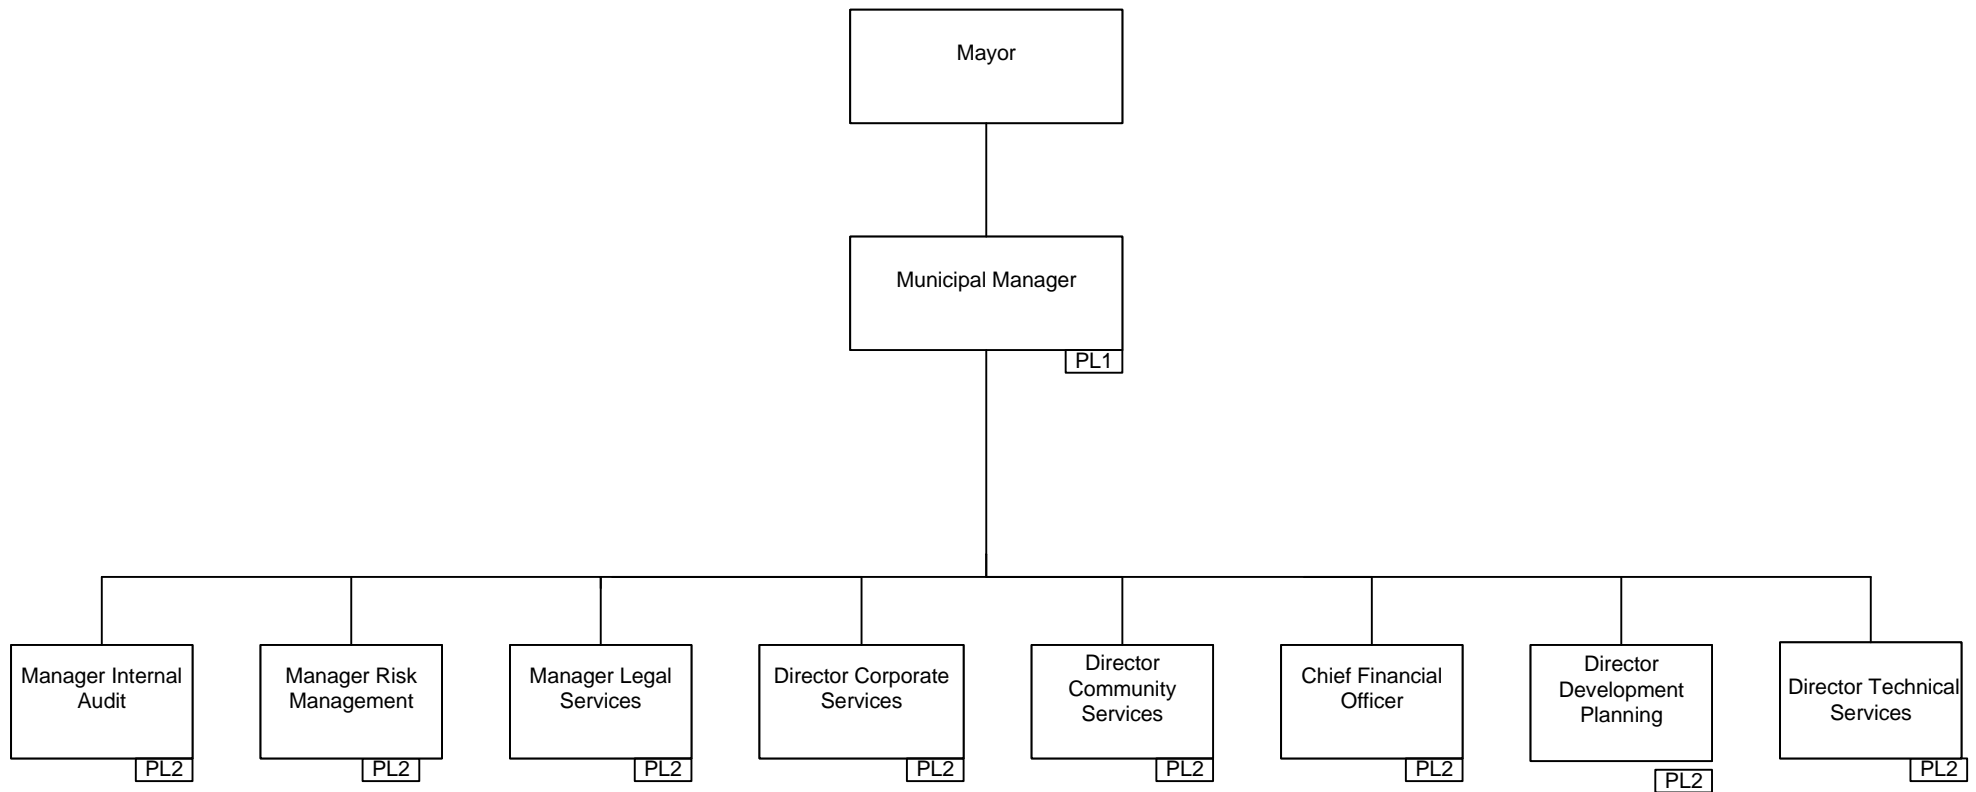 Mayor
Municipal Manager
PL1
Manager Internal
Audit
PL2
Manager Risk
Management
PL2
Manager Legal
Services
PL2
Director Corporate
Services
PL2
Director
Community
Services
PL2
Chief Financial
Officer
PL2
Director
Development
Planning
PL2
Director Technical
Services
PL2